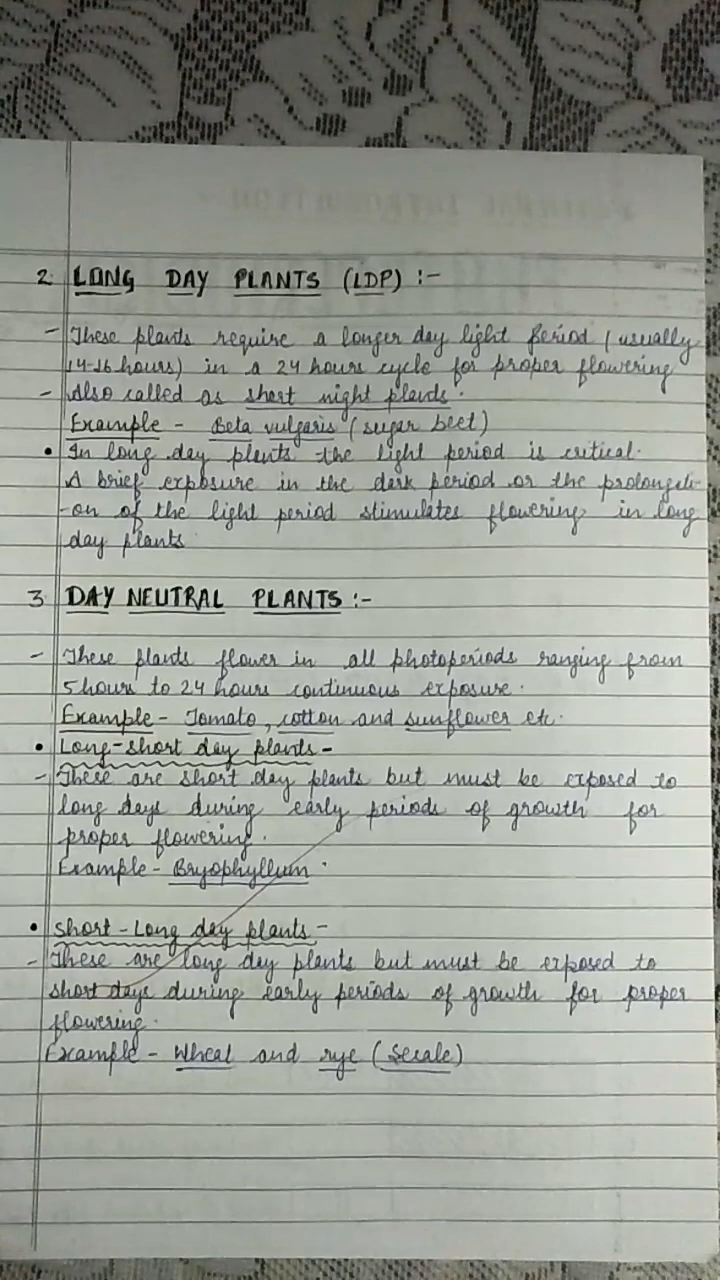 2. LONG DAY PLANTS (LDP) :-
- These plants require a longer day light period (usually
14-16 hours) in a 24 hours cycle for proper flowering
- Also called as short night plants.
Example - Beta vulgaris (sugar beet)
• In long day plants the light period is critical.
A brief exposure in the dark period or the prolongati-
-on of the light period stimulates flowering in long
day plants
3 DAY NEUTRAL PLANTS :-
- These plants flower in all photoperiods ranging from
5 hours to 24 hours continuous exposure.
Example - Tomato, cotton and sunflower etc.
• Long-short day plants -
- These are short day plants but must be exposed to
long days during early periods of growth for
proper flowering.
Example - Bryophyllum.
• Short-Long day plants -
- These are long day plants but must be exposed to
short days during early periods of growth for proper
flowering.
Example - Wheat and rye (Secale)